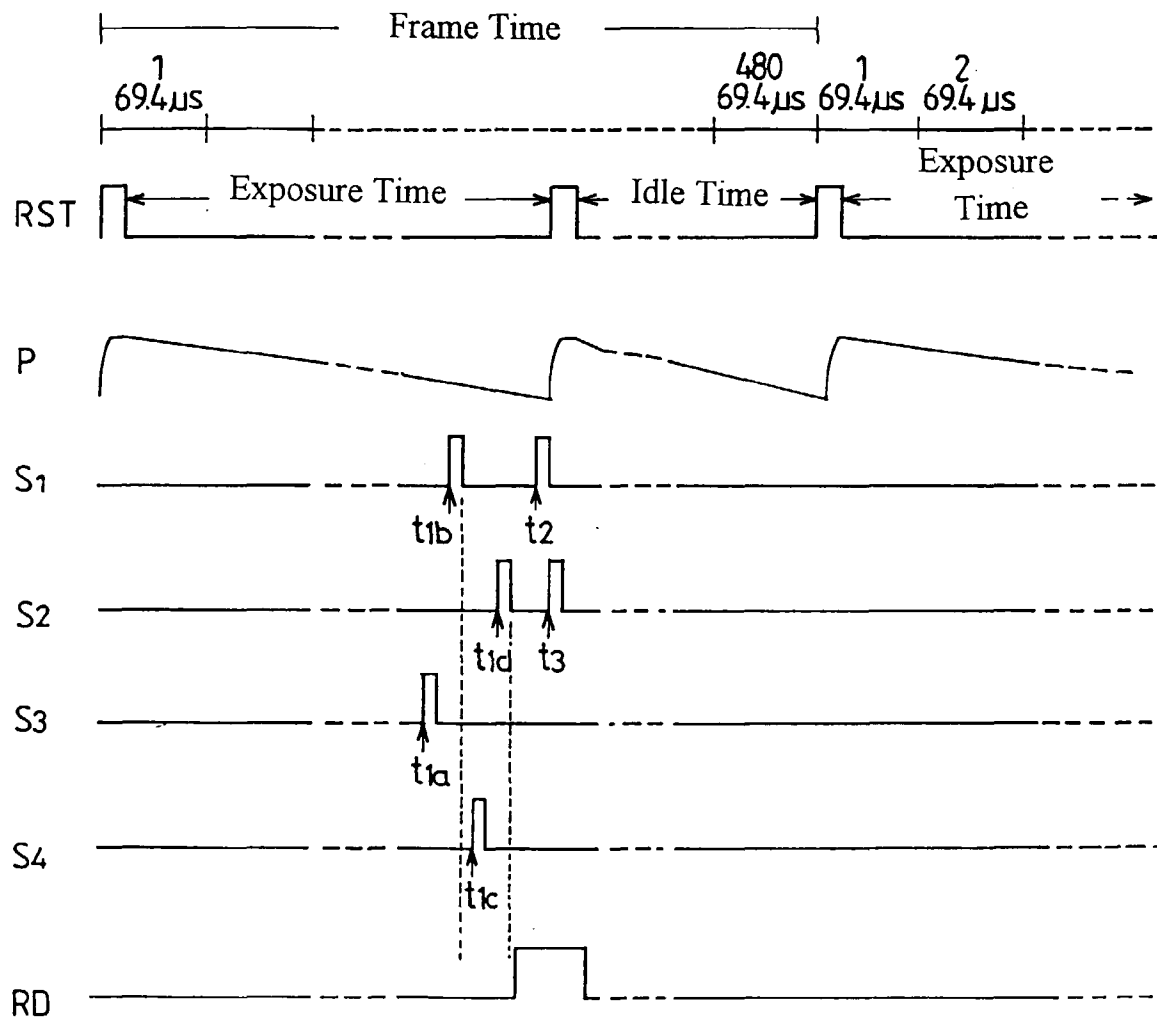 Frame Time
1 480 1 2
69.4µs 69.4µs 69.4µs 69.4µs
RST Exposure Time Idle Time Exposure Time
P
S1
t1b t2
S2
t1d t3
S3
t1a
S4
t1c
RD